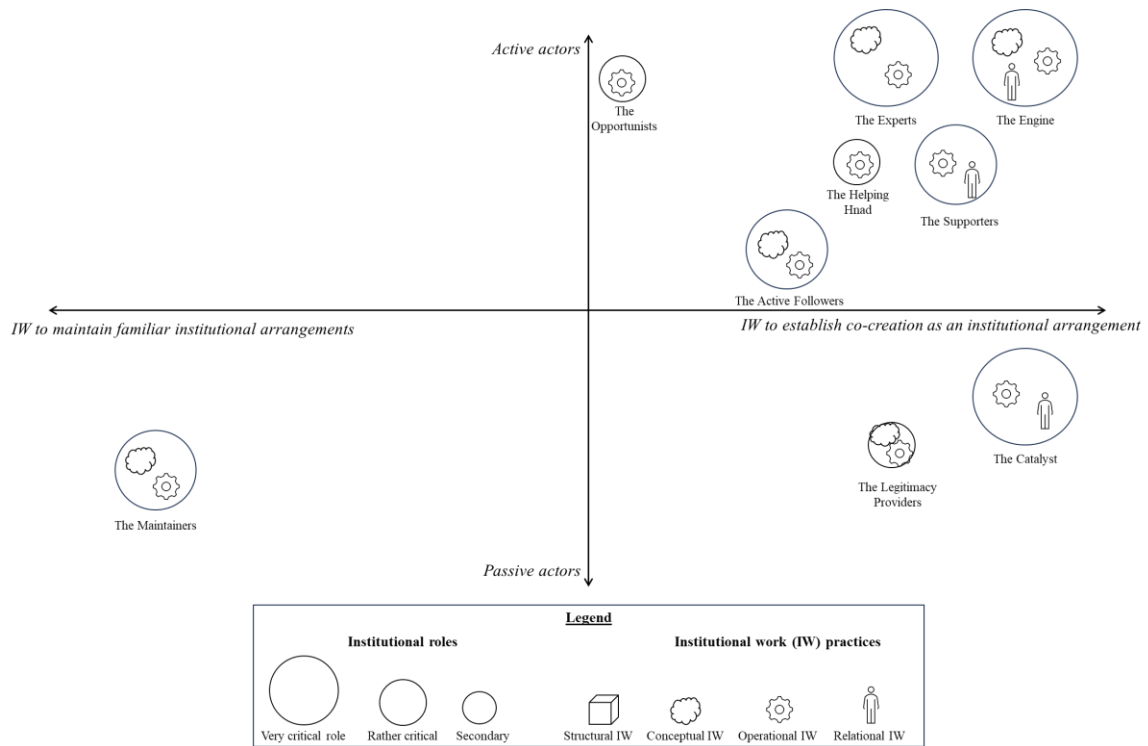 Active actors
The
Opportunists
The Experts
The Engine
The Helping
Hnad
The Supporters
The Active Followers
IW to maintain familiar institutional arrangements
IW to establish co-creation as an institutional arrangement
The Maintainers
The Legitimacy
Providers
The Catalyst
Passive actors
Legend
Institutional roles
Institutional work (IW) practices
Very critical role
Rather critical
Secondary
Structural IW
Conceptual IW
Operational IW
Relational IW